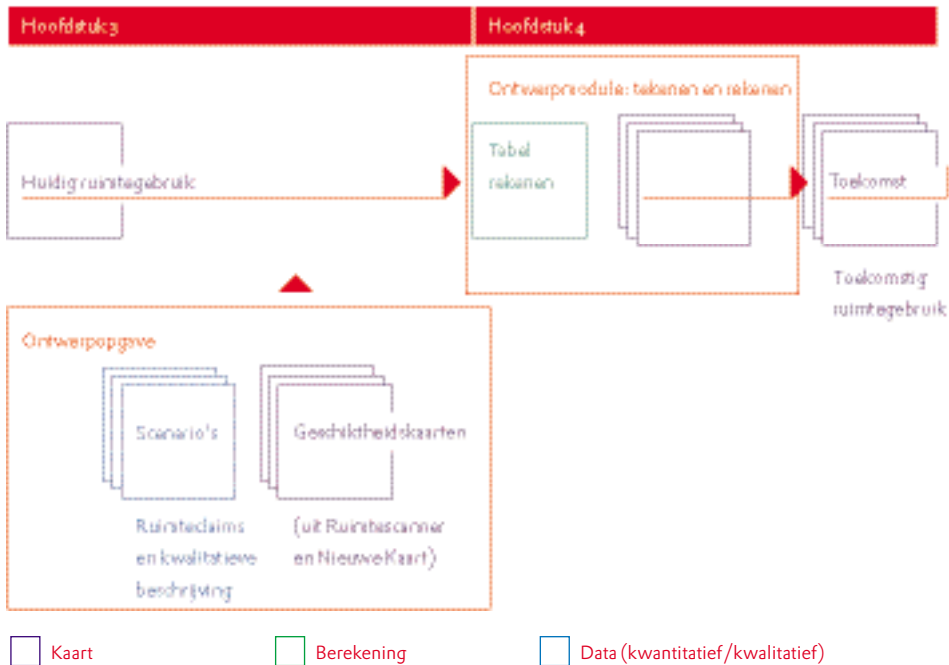 Hoofdstuk 3
Hoofdstuk 4
Ontwerpmodule: tekenen en rekenen
Huidig ruimtegebruik
Tabel
rekenen
Toekomst
Toekomstig
ruimtegebruik
Ontwerpopgave
Scenario's
Geschiktheidskaarten
Ruimteclaims
en kwalitatieve
beschrijving
(uit Ruimtescanner
en Nieuwe Kaart)
Kaart
Berekening
Data (kwantitatief/kwalitatief)